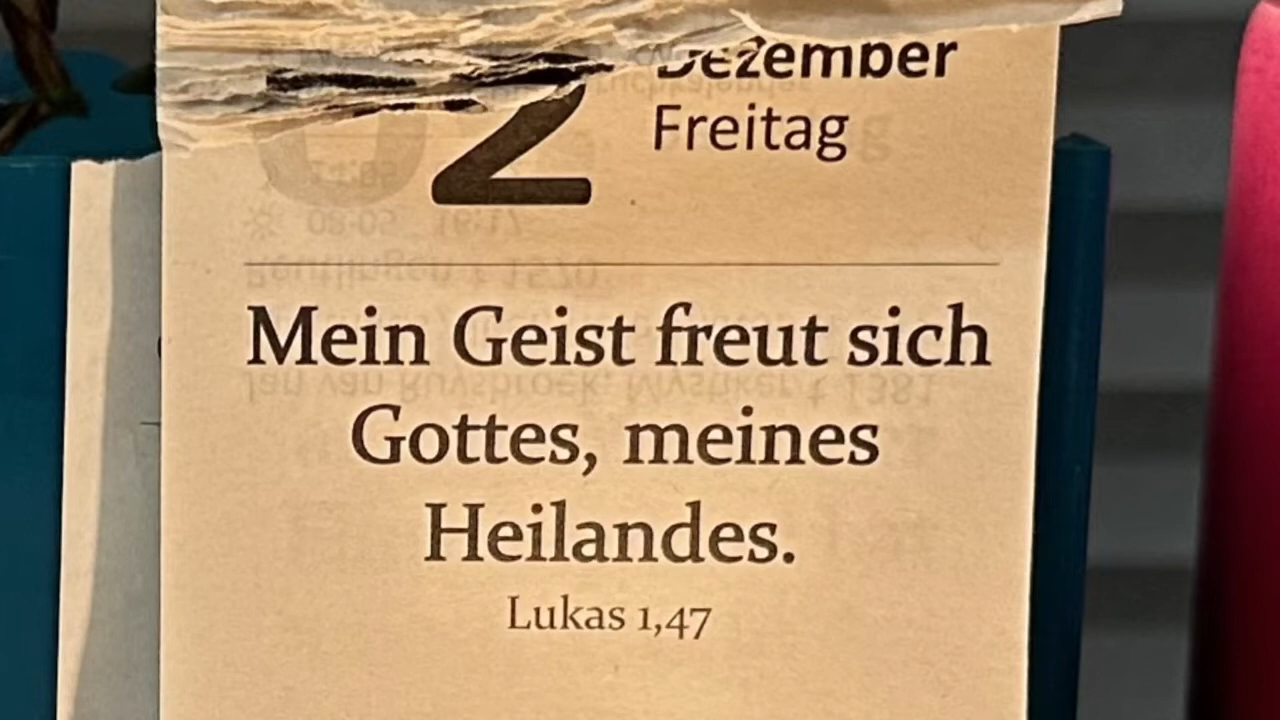 Dezember
2
Freitag
Mein Geist freut sich
Gottes, meines
Heilandes.
Lukas 1,47